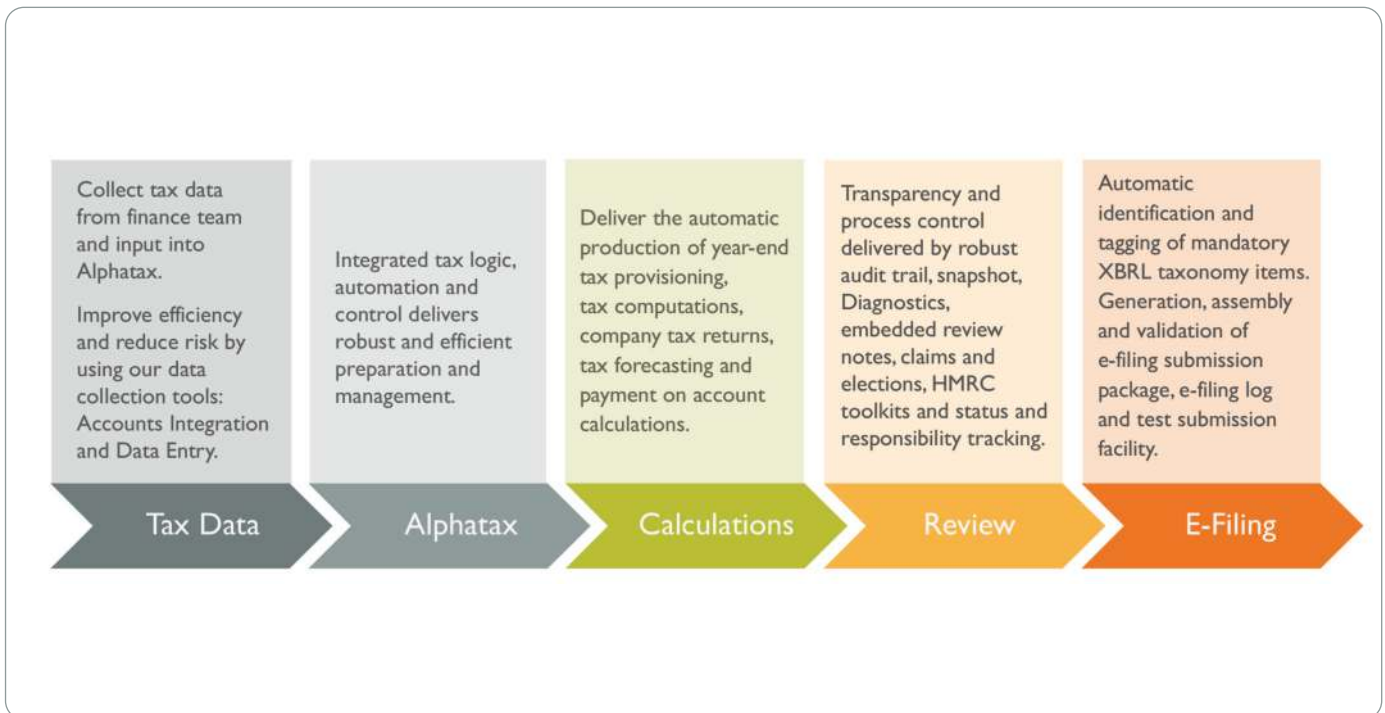 Collect tax data
from finance team
and input into
Alphatax.
Improve efficiency
and reduce risk by
using our data
collection tools:
Accounts Integration
and Data Entry.
Integrated tax logic,
automation and
control delivers
robust and efficient
preparation and
management.
Deliver the automatic
production of year-end
tax provisioning,
tax computations,
company tax returns,
tax forecasting and
payment on account
calculations.
Transparency and
process control
delivered by robust
audit trail, snapshot,
Diagnostics,
embedded review
notes, claims and
elections, HMRC
toolkits and status and
responsibility tracking.
Automatic
identification and
tagging of mandatory
XBRL taxonomy items.
Generation, assembly
and validation of
e-filing submission
package, e-filing log
and test submission
facility.
Tax Data
Alphatax
Calculations
Review
E-Filing